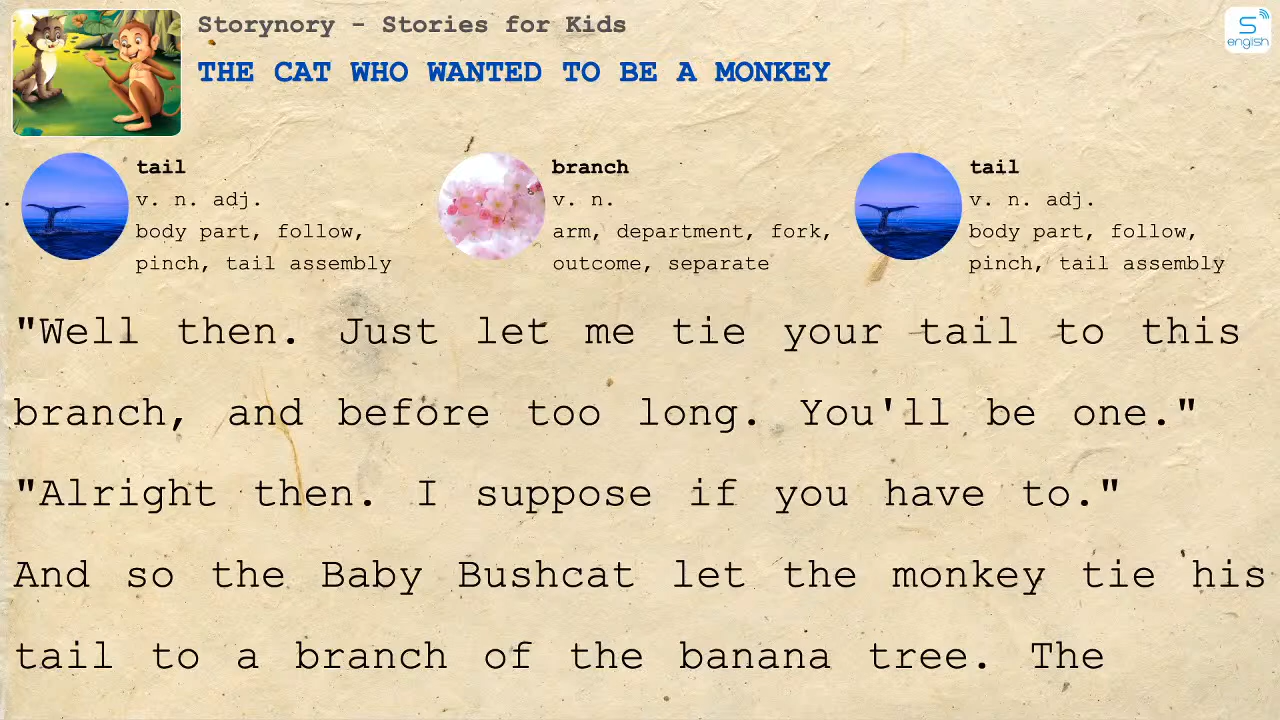 Storynory - Stories for Kids
THE CAT WHO WANTED TO BE A MONKEY
S
english
tail
v. n. adj.
body part, follow,
pinch, tail assembly
branch
v. n.
arm, department, fork,
outcome, separate
tail
v. n. adj.
body part, follow,
pinch, tail assembly
"Well then. Just let me tie your tail to this
branch, and before too long. You'll be one."
"Alright then. I suppose if you have to."
And so the Baby Bushcat let the monkey tie his
tail to a branch of the banana tree. The